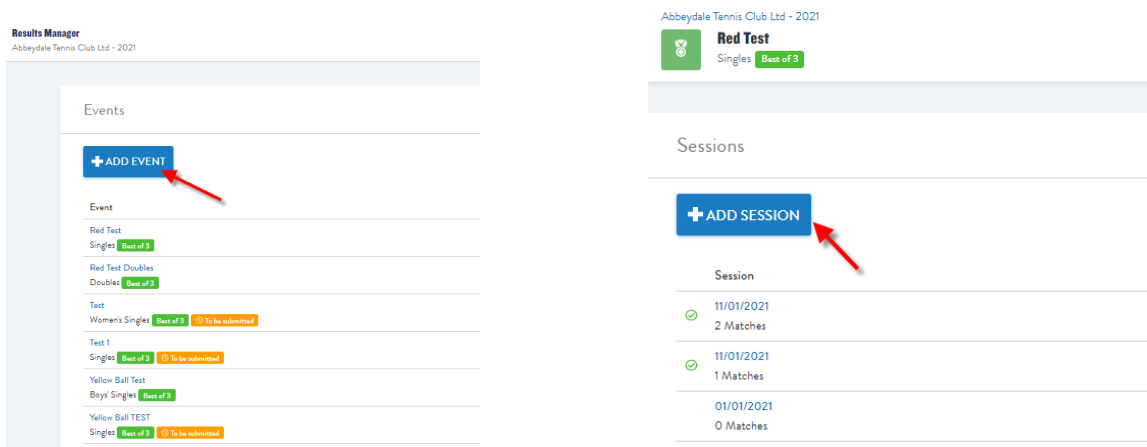 Results Manager
Abbeydale Tennis Club Ltd - 2021
Events
ADD EVENT
Event
Red Test
Singles Best of 3
Red Test Doubles
Doubles Best of 3
Test
Women's Singles Best of 3 To be submitted
Test 1
Singles Best of 3 To be submitted
Yellow Ball Test
Boys' Singles Best of 3
Yellow Ball TEST
Singles Best of 3 To be submitted
Abbeydale Tennis Club Ltd - 2021
Red Test
Singles Best of 3
Sessions
ADD SESSION
Session
11/01/2021
2 Matches
11/01/2021
1 Matches
01/01/2021
0 Matches